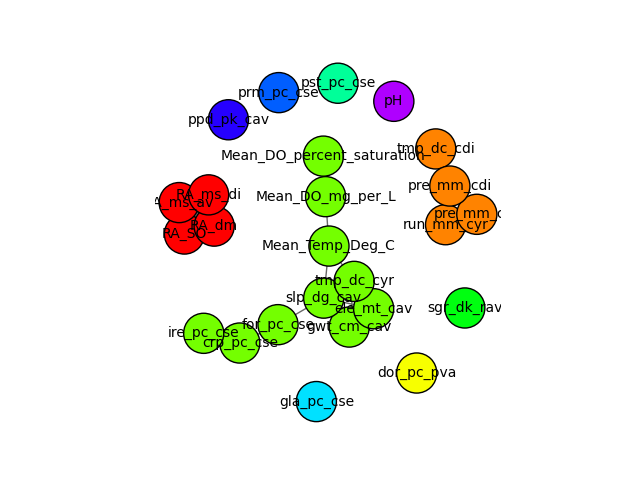 pst_pc_cse
prm_pc_cse
pH
ppd_pk_cav
tmp_dc_cdi
Mean_DO_percent_saturation
pre_mm_cdi
RA_ms_di
Mean_DO_mg_per_L
pre_mm_c
run_mm_cyr
RA_dm
RA_SO
Mean_Temp_Deg_C
tmp_dc_cyr
slp_dg_cav
ele_mt_cav
sgr_dk_rav
for_pc_cse
gwt_cm_cav
ire_pc_cse
crp_pc_cse
dor_pc_pva
gla_pc_cse